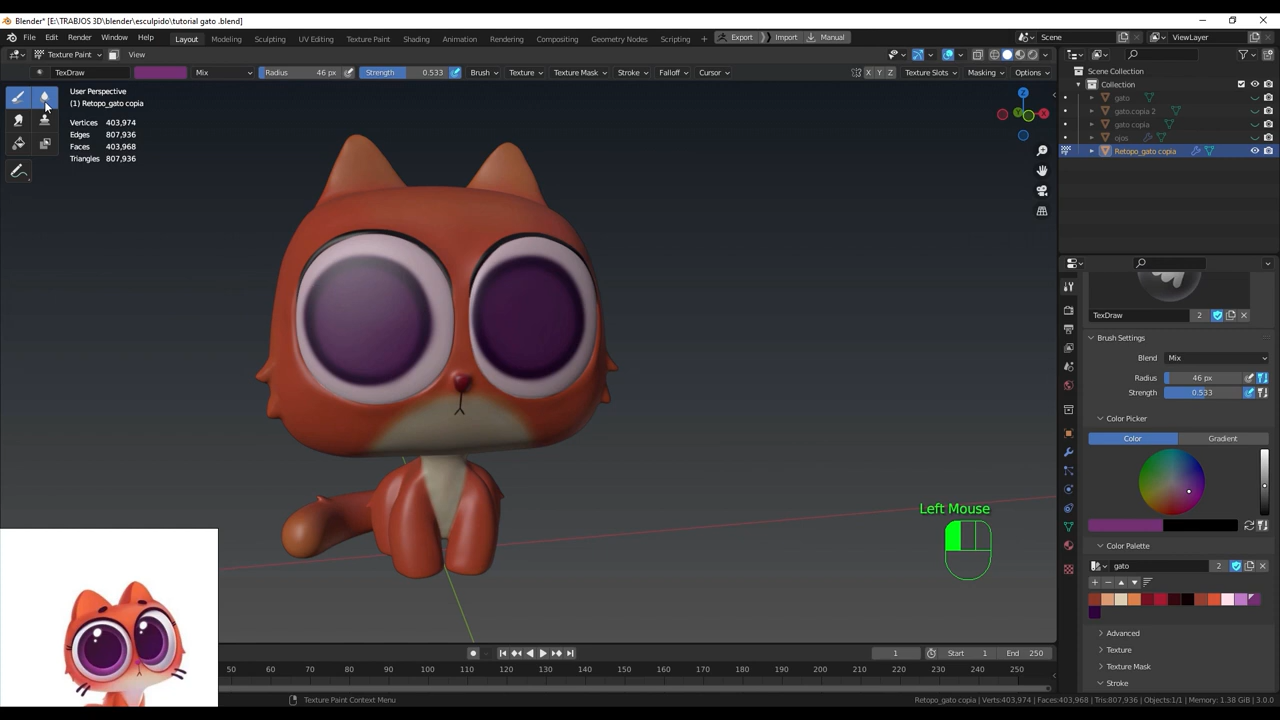 Blender* [E:\TRABJOS 3D\blender\esculpido\tutorial gato .blend]
File Edit Render Window Help Layout Modeling Sculpting UV Editing Texture Paint Shading Animation Rendering Compositing Geometry Nodes Scripting + Export Import Manual Scene ViewLayer
Texture Paint View
TexDraw Mix Radius 46 px Strength 0.533 Brush Texture Texture Mask Stroke Falloff Cursor X Y Z Texture Slots Masking Options
User Perspective
(1) Retopo_gato copia
Vertices 403,974
Edges 807,936
Faces 403,968
Triangles 807,936
Z
Y
X
Scene Collection
Collection
gato
gato.copia 2
gato copia
ojos
Retopo_gato copia
TexDraw 2
Brush Settings
Blend Mix
Radius 46 px
Strength 0.533
Color Picker
Color Gradient
Color Palette
gato 2
Advanced
Texture
Texture Mask
Stroke
Left Mouse
1 Start 1 End 250
50 60 70 80 90 100 110 120 130 140 150 160 170 180 190 200 210 220 230 240 250
Texture Paint Context Menu
Retopo_gato copia | Verts:403,974 | Faces:403,968 | Tris:807,936 | Objects:1/1 | Memory: 1.38 GiB | 3.0.0